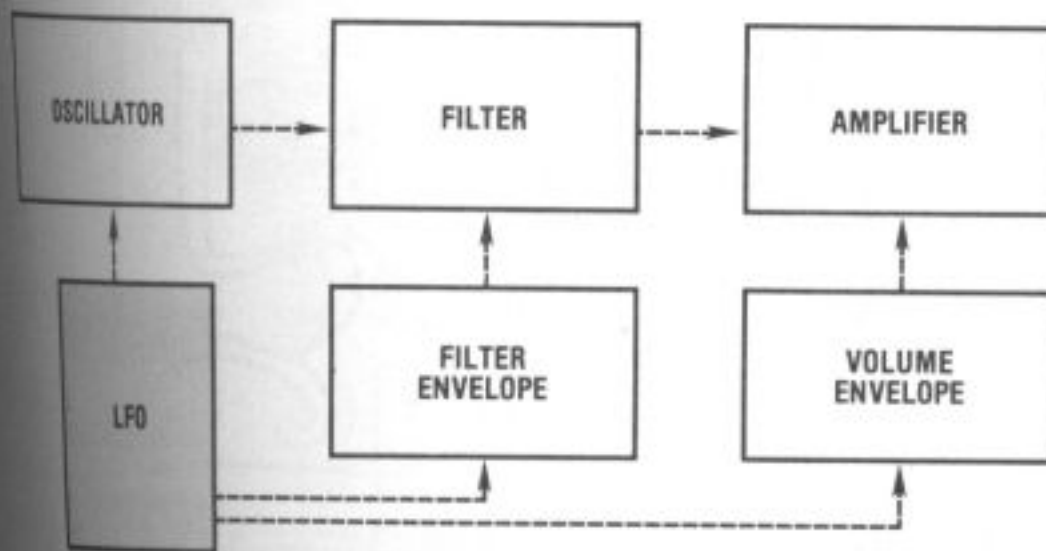 OSCILLATOR
FILTER
AMPLIFIER
LFO
FILTER
ENVELOPE
VOLUME
ENVELOPE